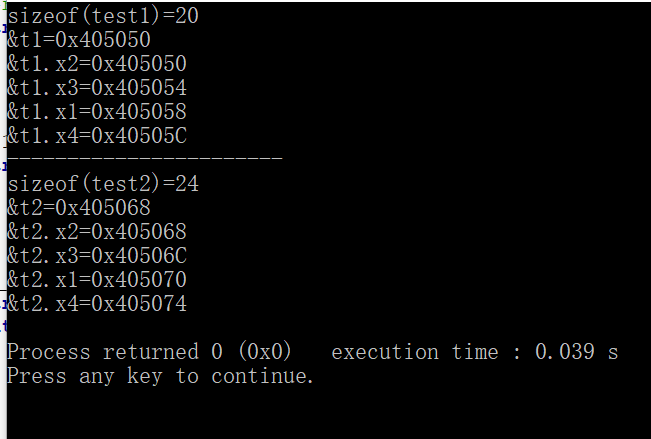 sizeof(test1)=20
&t1=0x405050
&t1.x2=0x405050
&t1.x3=0x405054
&t1.x1=0x405058
&t1.x4=0x40505C
-----------------------
sizeof(test2)=24
&t2=0x405068
&t2.x2=0x405068
&t2.x3=0x40506C
&t2.x1=0x405070
&t2.x4=0x405074
Process returned 0 (0x0)   execution time : 0.039 s
Press any key to continue.